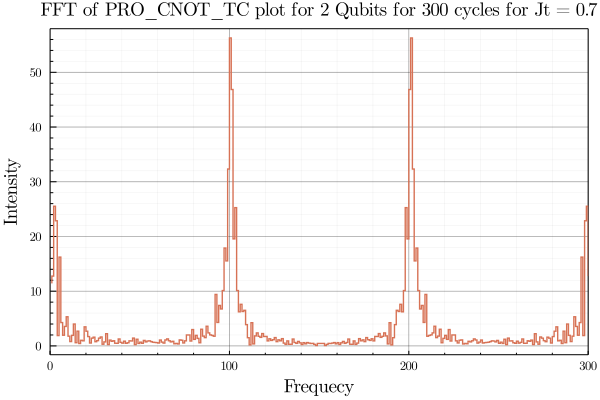 FFT of PRO_CNOT_TC plot for 2 Qubits for 300 cycles for Jt = 0.7
Intensity
50
40
30
20
10
0
0 100 200 300
Frequecy